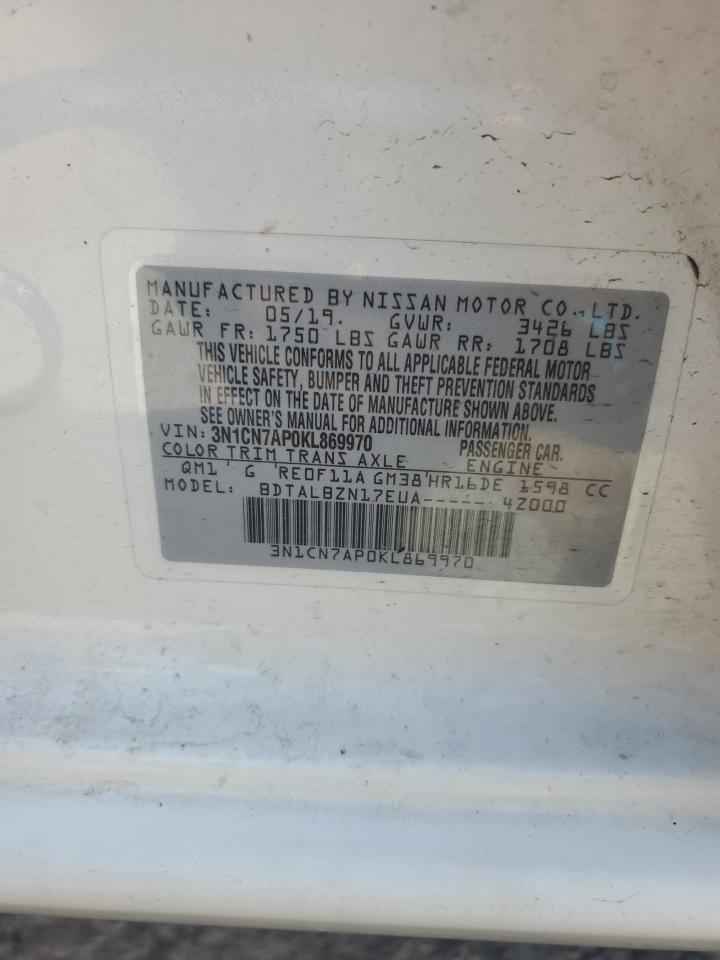 MANUFACTURED BY NISSAN MOTOR CO., LTD.
DATE: 05/19. GVWR: 3426 LBS
GAWR FR: 1750 LBS GAWR RR: 1708 LBS
THIS VEHICLE CONFORMS TO ALL APPLICABLE FEDERAL MOTOR
VEHICLE SAFETY, BUMPER AND THEFT PREVENTION STANDARDS
IN EFFECT ON THE DATE OF MANUFACTURE SHOWN ABOVE.
SEE OWNER'S MANUAL FOR ADDITIONAL INFORMATION.
VIN: 3N1CN7AP0KL869970 PASSENGER CAR.
COLOR TRIM TRANS AXLE ENGINE
QM1 G RE0F11A GM38 HR16DE 1598 CC
MODEL: BDTALBZN17EUA----- 4Z000
3N1CN7AP0KL869970